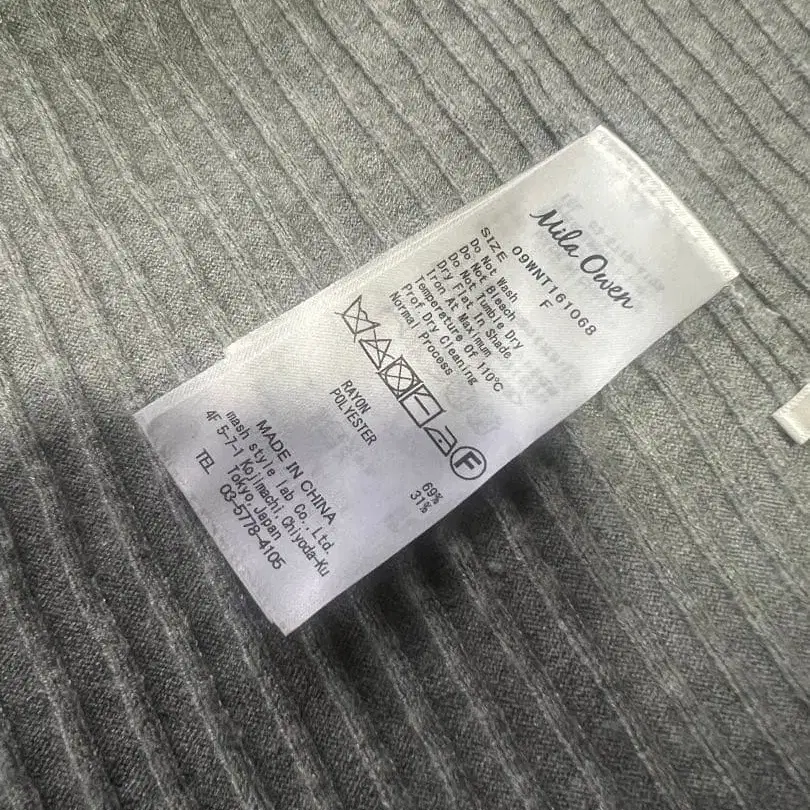 Mila Owen
09WNT161068
SIZE F
Do Not Wash
Do Not Bleach
Do Not Tumble Dry
Dry Flat In Shade
Iron At Maximum
Temperature Of 110℃
Prof Dry Cleaning
Normal Process
F
RAYON 69%
POLYESTER 31%
MADE IN CHINA
mash style lab Co., Ltd.
4F 5-7-1 Kojimachi, Chiyoda-Ku
Tokyo, Japan
TEL 03-5778-4105